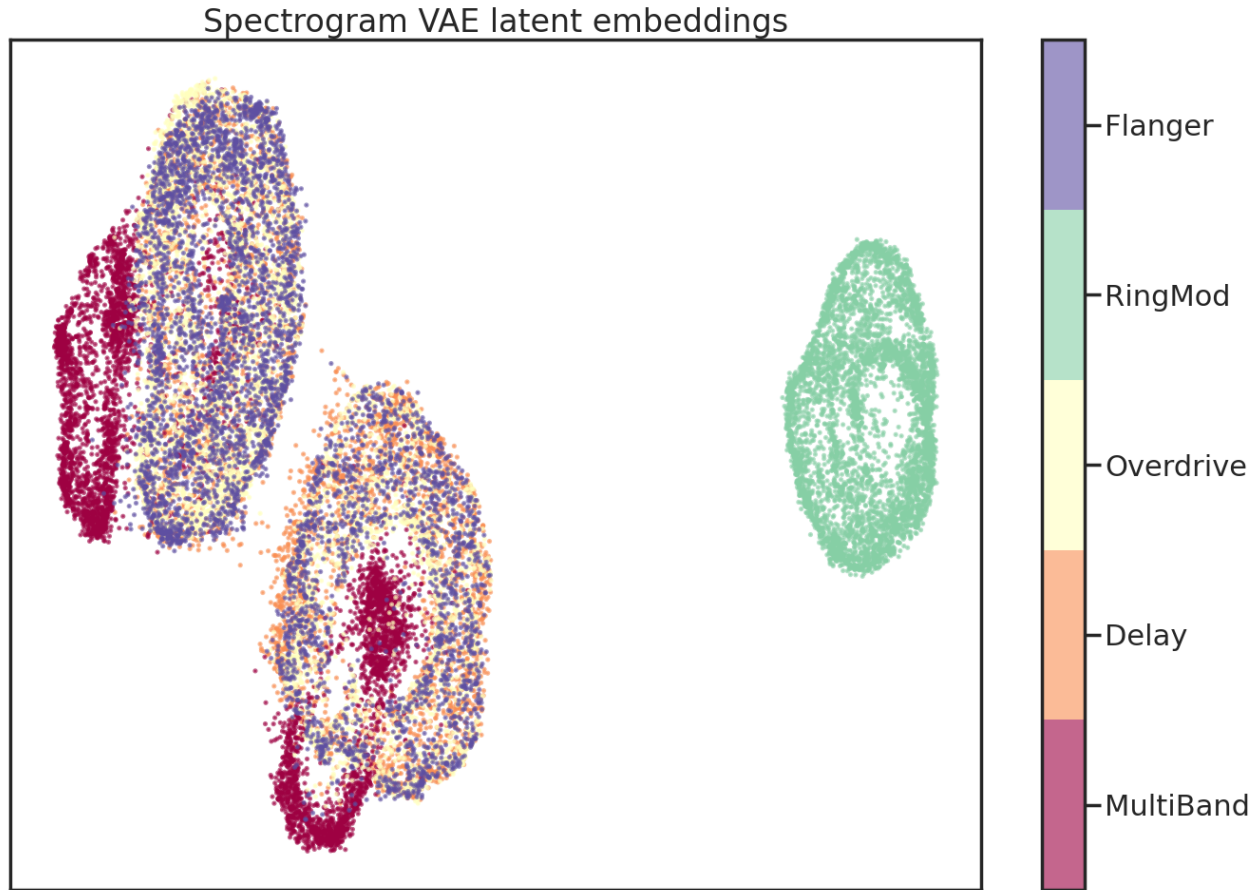 Spectrogram VAE latent embeddings
Flanger
RingMod
Overdrive
Delay
MultiBand